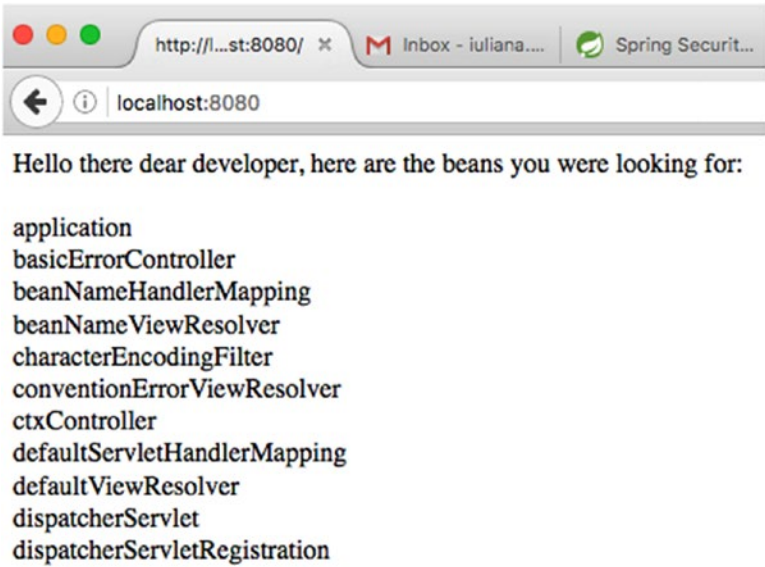 http://l...st:8080/
Inbox - iuliana....
Spring Securit...
localhost:8080
Hello there dear developer, here are the beans you were looking for:
application
basicErrorController
beanNameHandlerMapping
beanNameViewResolver
characterEncodingFilter
conventionErrorViewResolver
ctxController
defaultServletHandlerMapping
defaultViewResolver
dispatcherServlet
dispatcherServletRegistration